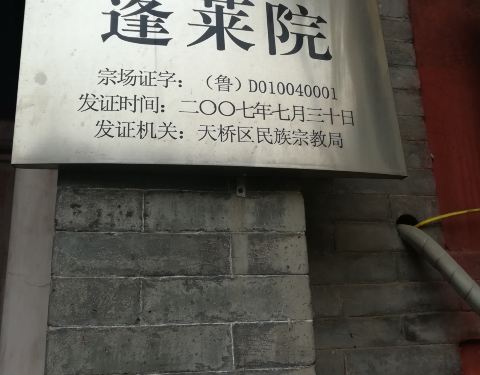 蓬莱院
宗场证字：（鲁）D010040001
发证时间：二〇〇七年七月三十日
发证机关：天桥区民族宗教局